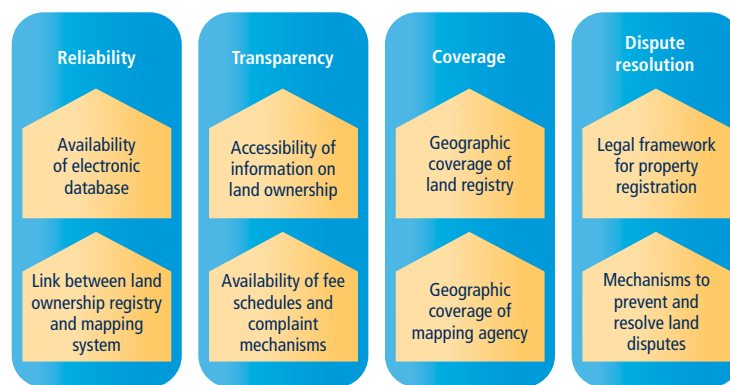 Reliability
Availability
of electronic
database
Link between land
ownership registry
and mapping
system
Transparency
Accessibility of
information on
land ownership
Availability of fee
schedules and
complaint
mechanisms
Coverage
Geographic
coverage of
land registry
Geographic
coverage of
mapping agency
Dispute
resolution
Legal framework
for property
registration
Mechanisms to
prevent and
resolve land
disputes